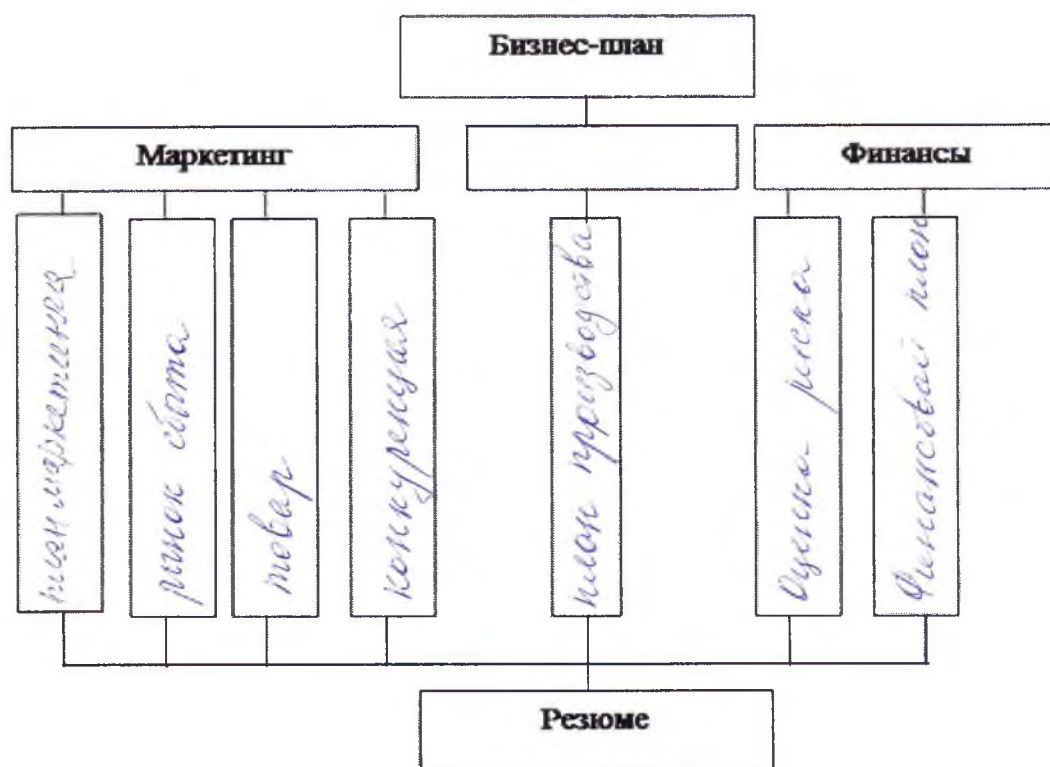 Бизнес-план
Маркетинг
Финансы
план маркетинга
рынок сбыта
товар
конкуренция
план производства
Оценка риска
Финансовый план
Резюме